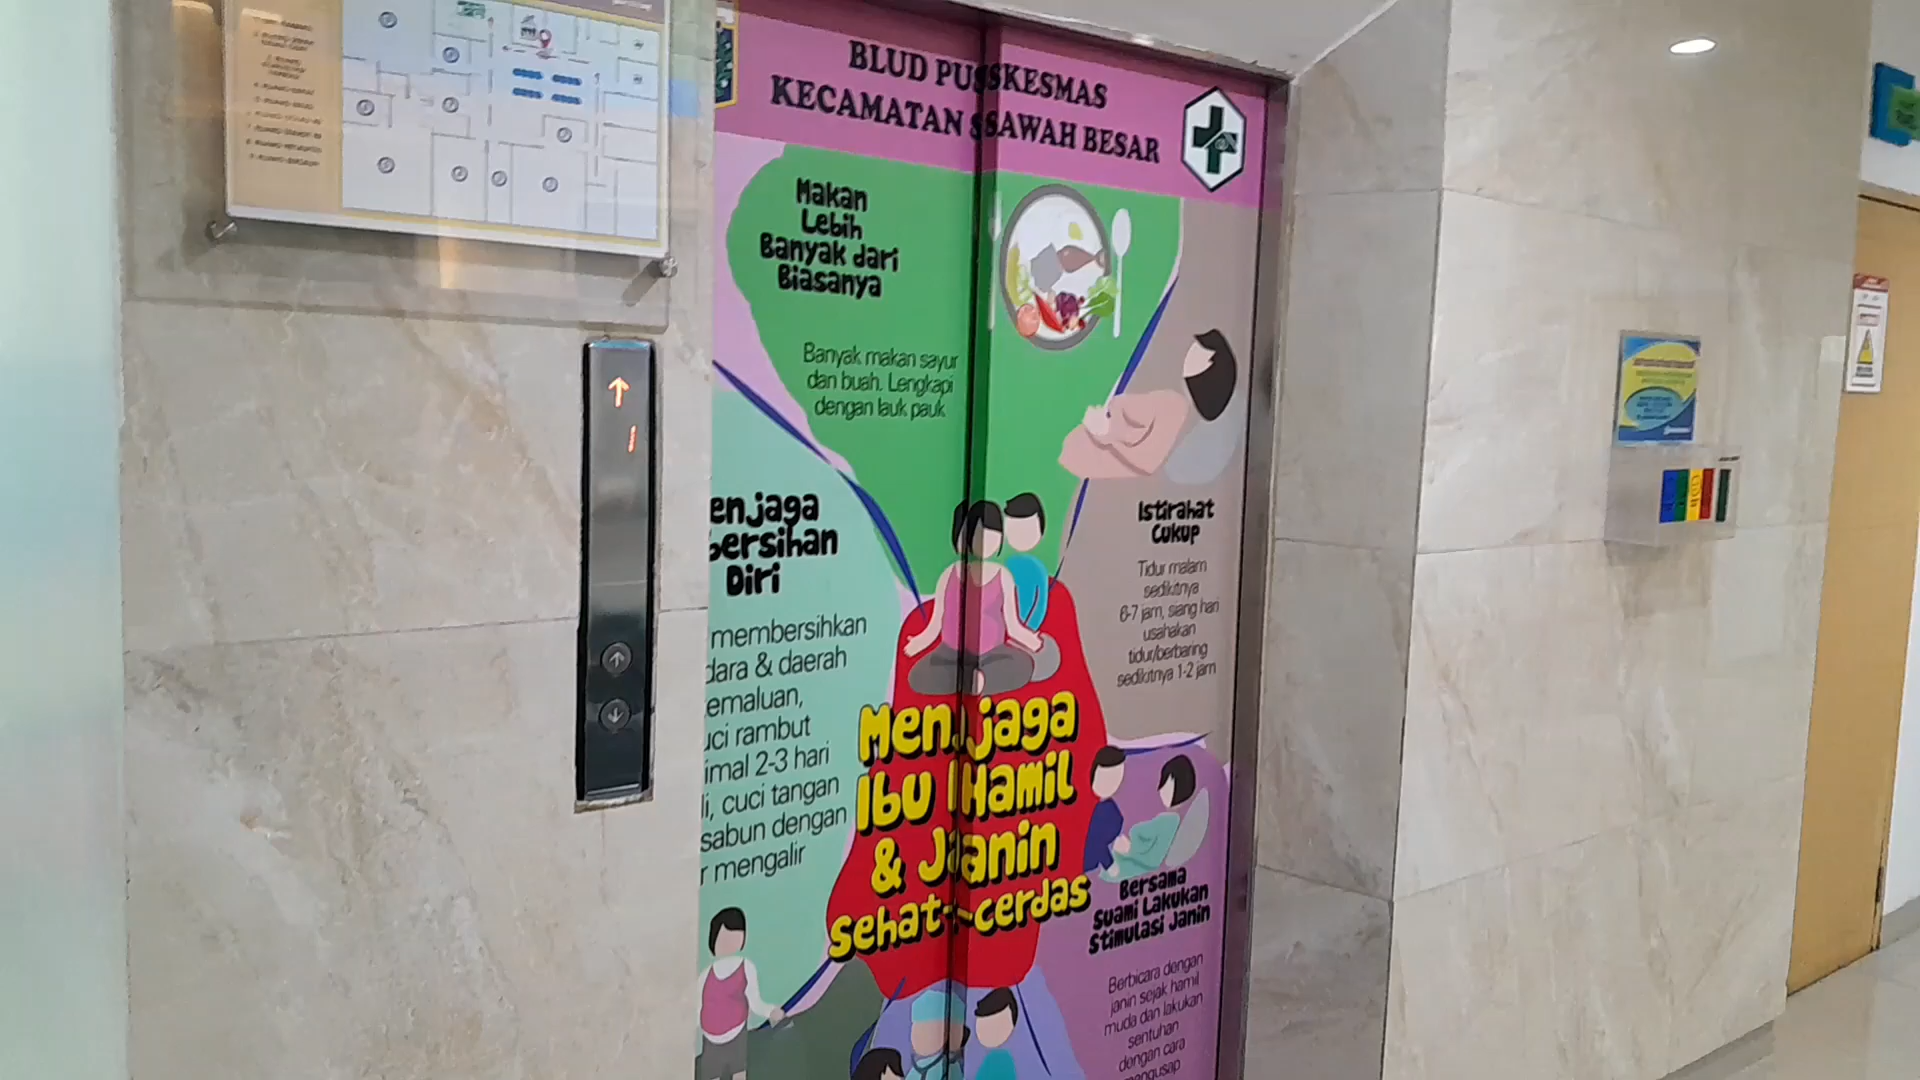 BLUD PUSKESMAS
KECAMATAN SAWAH BESAR
Makan
Lebih
Banyak dari
Biasanya
Banyak makan sayur
dan buah. Lengkapi
dengan lauk pauk
enjaga
bersihan
Diri
membersihkan
dara & daerah
emaluan,
uci rambut
imal 2-3 hari
li, cuci tangan
sabun dengan
r mengalir
Istirahat
Cukup
Tidur malam
sedikitnya
6-7 jam, siang hari
usahakan
tidur/berbaring
sedikitnya 1-2 jam
Menjaga
Ibu Hamil
& Janin
Sehat-cerdas
Bersama
Suami Lakukan
Stimulasi Janin
Berbicara dengan
janin sejak hamil
muda dan lakukan
sentuhan
dengan cara
mengusap